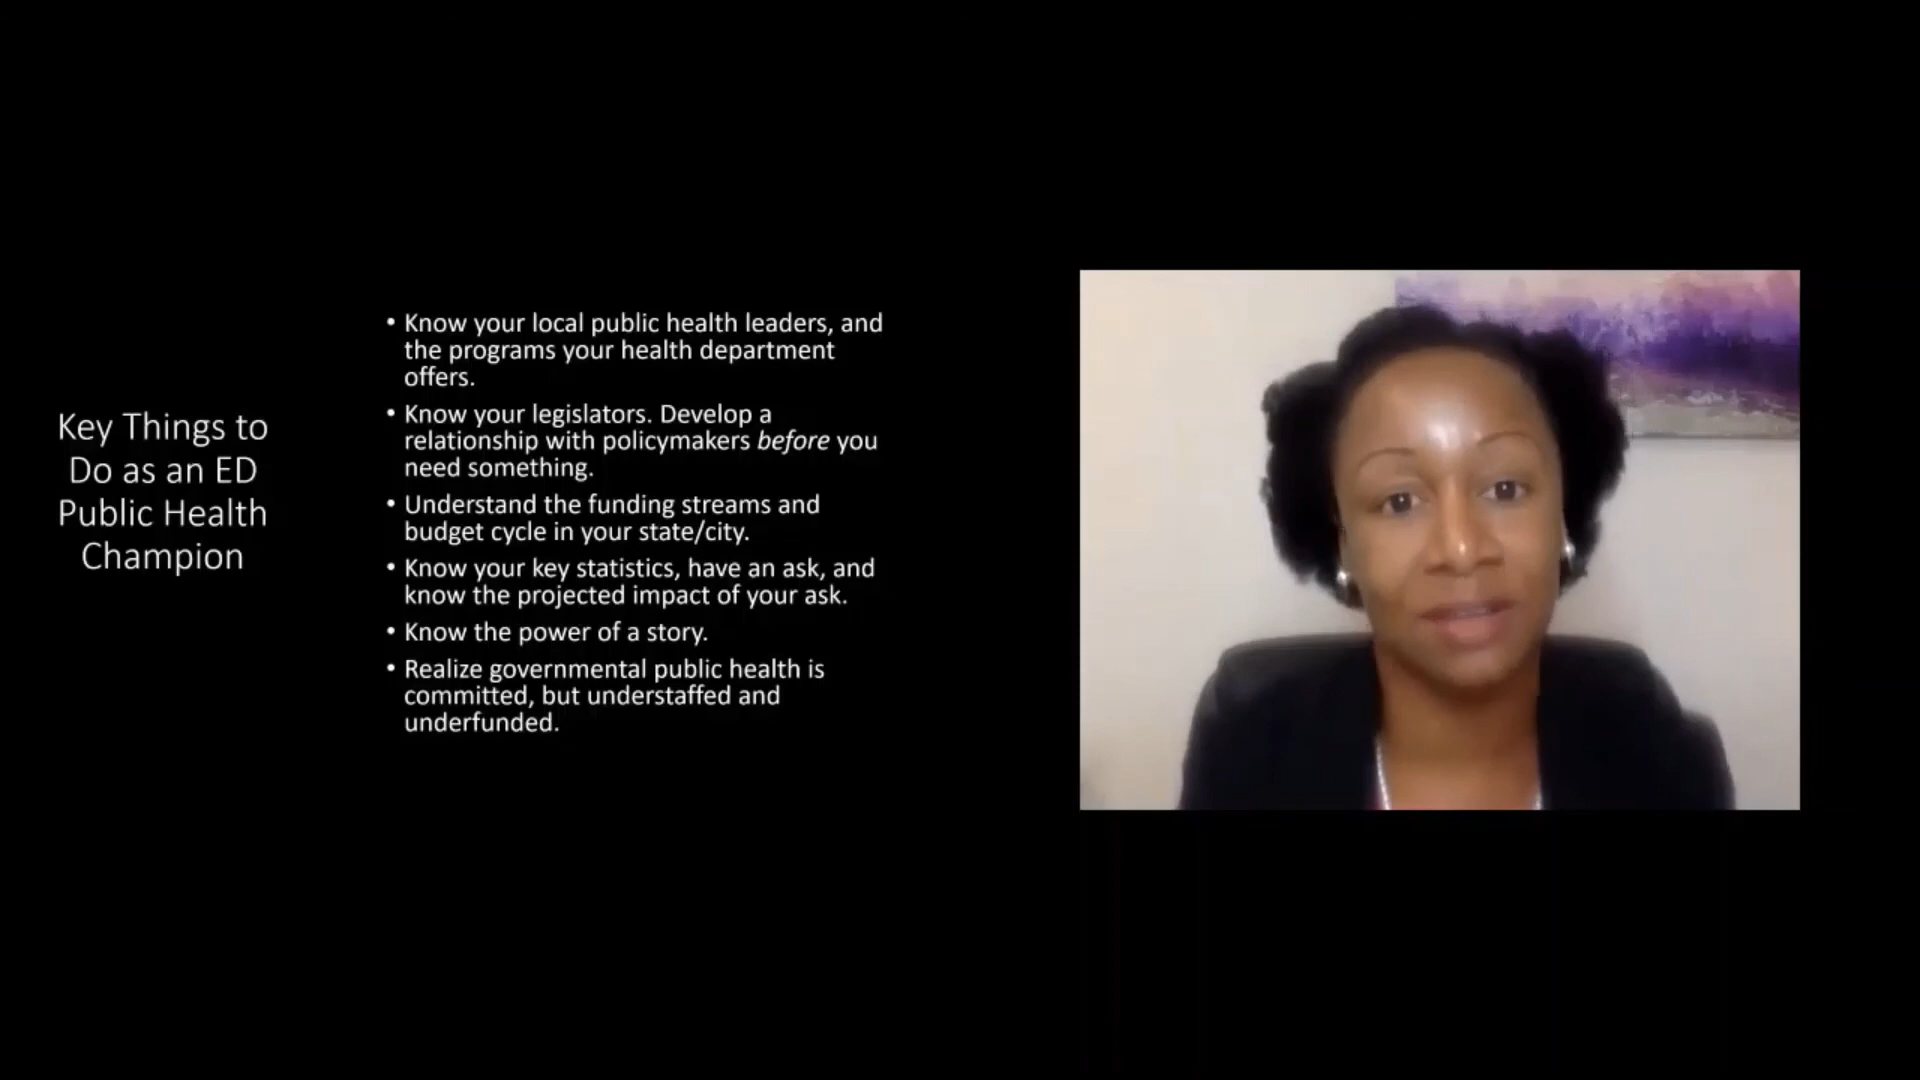 Key Things to
Do as an ED
Public Health
Champion
• Know your local public health leaders, and
the programs your health department
offers.
• Know your legislators. Develop a
relationship with policymakers before you
need something.
• Understand the funding streams and
budget cycle in your state/city.
• Know your key statistics, have an ask, and
know the projected impact of your ask.
• Know the power of a story.
• Realize governmental public health is
committed, but understaffed and
underfunded.